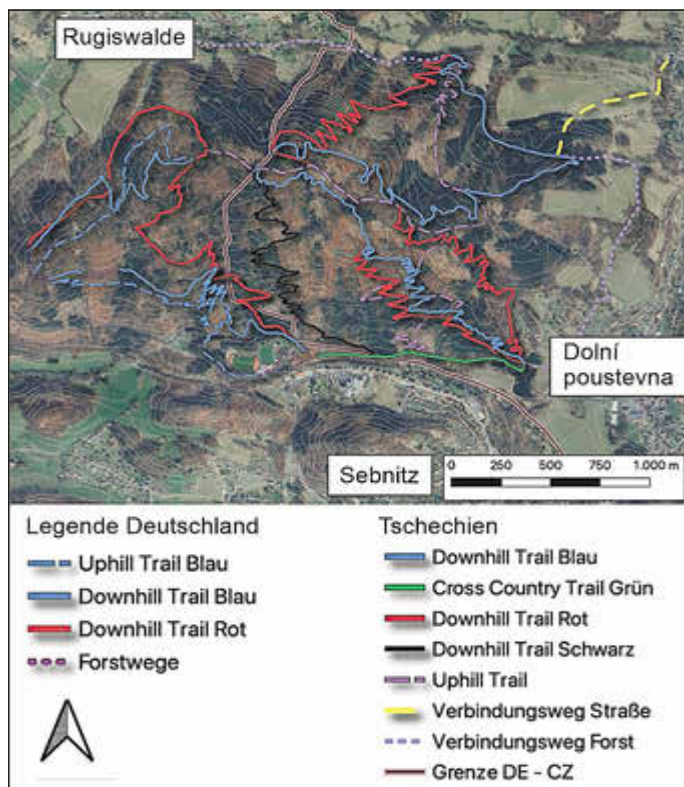 Rugiswalde
Dolní
poustevna
Sebnitz
0 250 500 750 1.000 m
Legende Deutschland
Uphill Trail Blau
Downhill Trail Blau
Downhill Trail Rot
Forstwege
Tschechien
Downhill Trail Blau
Cross Country Trail Grün
Downhill Trail Rot
Downhill Trail Schwarz
Uphill Trail
Verbindungsweg Straße
Verbindungsweg Forst
Grenze DE - CZ